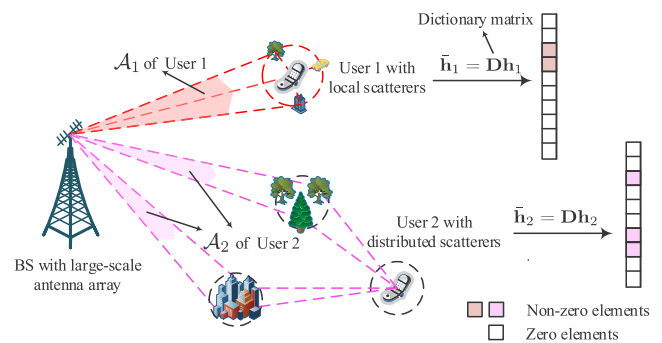 Dictionary matrix
𝒜₁ of User 1
User 1 with
local scatterers
h̄₁ = Dh₁
𝒜₂ of User 2
User 2 with
distributed scatterers
h̄₂ = Dh₂
BS with large-scale
antenna array
Non-zero elements
Zero elements